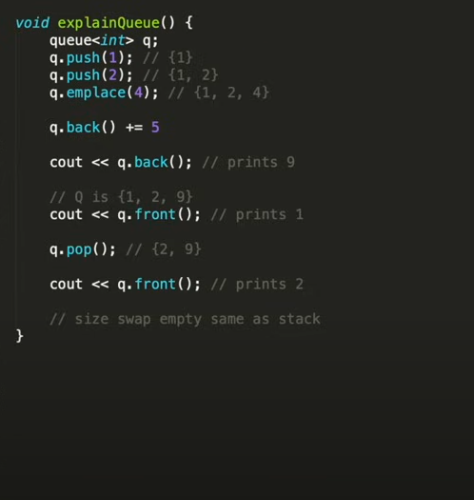 void explainQueue() {
    queue<int> q;
    q.push(1); // {1}
    q.push(2); // {1, 2}
    q.emplace(4); // {1, 2, 4}
    q.back() += 5
    cout << q.back(); // prints 9
    // Q is {1, 2, 9}
    cout << q.front(); // prints 1
    q.pop(); // {2, 9}
    cout << q.front(); // prints 2
    // size swap empty same as stack
}